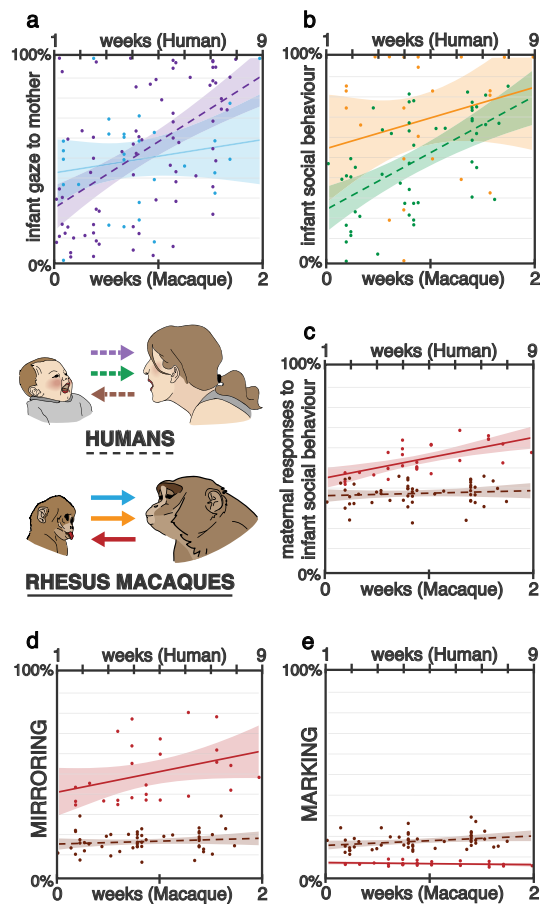 a
weeks (Human)
1
9
100%
infant gaze to mother
0%
0
2
weeks (Macaque)
b
weeks (Human)
1
9
100%
infant social behaviour
0%
0
2
weeks (Macaque)
HUMANS
RHESUS MACAQUES
c
weeks (Human)
1
9
100%
maternal responses to
infant social behaviour
0%
0
2
weeks (Macaque)
d
weeks (Human)
1
9
100%
MIRRORING
0%
0
2
weeks (Macaque)
e
weeks (Human)
1
9
100%
MARKING
0%
0
2
weeks (Macaque)